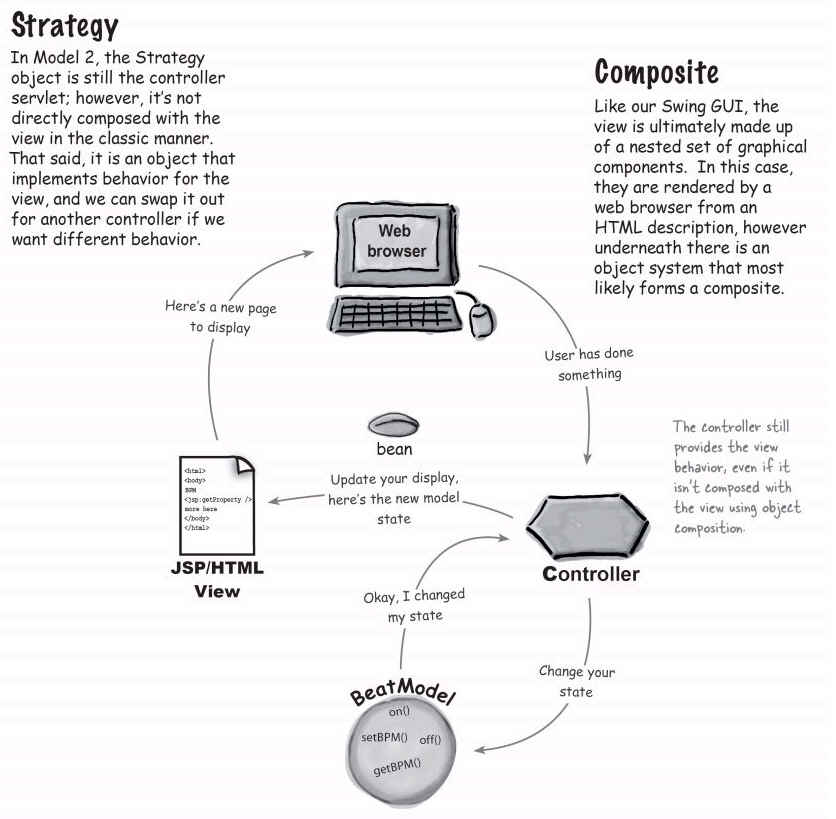 Strategy
In Model 2, the Strategy
object is still the controller
servlet; however, it's not
directly composed with the
view in the classic manner.
That said, it is an object that
implements behavior for the
view, and we can swap it out
for another controller if we
want different behavior.
Composite
Like our Swing GUI, the
view is ultimately made up
of a nested set of graphical
components. In this case,
they are rendered by a
web browser from an
HTML description, however
underneath there is an
object system that most
likely forms a composite.
Web
browser
Here's a new page
to display
User has done
something
bean
Update your display,
here's the new model
state
The controller still
provides the view
behavior, even if it
isn't composed with
the view using object
composition.
<html>
<body>
BPM
<jsp:getProperty />
more here
</body>
</html>
JSP/HTML
View
Controller
Okay, I changed
my state
Change your
state
BeatModel
on()
setBPM() off()
getBPM()